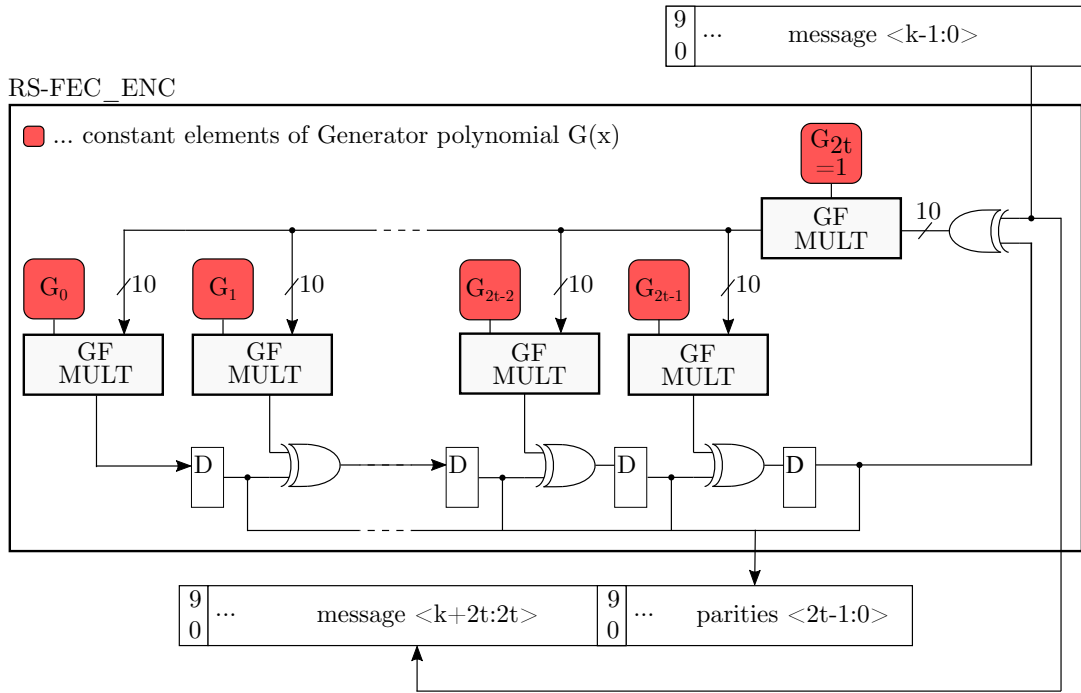 9
0
... message <k-1:0>
RS-FEC_ENC
... constant elements of Generator polynomial G(x)
G2t
=1
GF
MULT
10
G0
G1
G2t-2
G2t-1
10
10
10
10
GF
MULT
GF
MULT
GF
MULT
GF
MULT
D
D
D
D
9
0
... message <k+2t:2t>
9
0
... parities <2t-1:0>